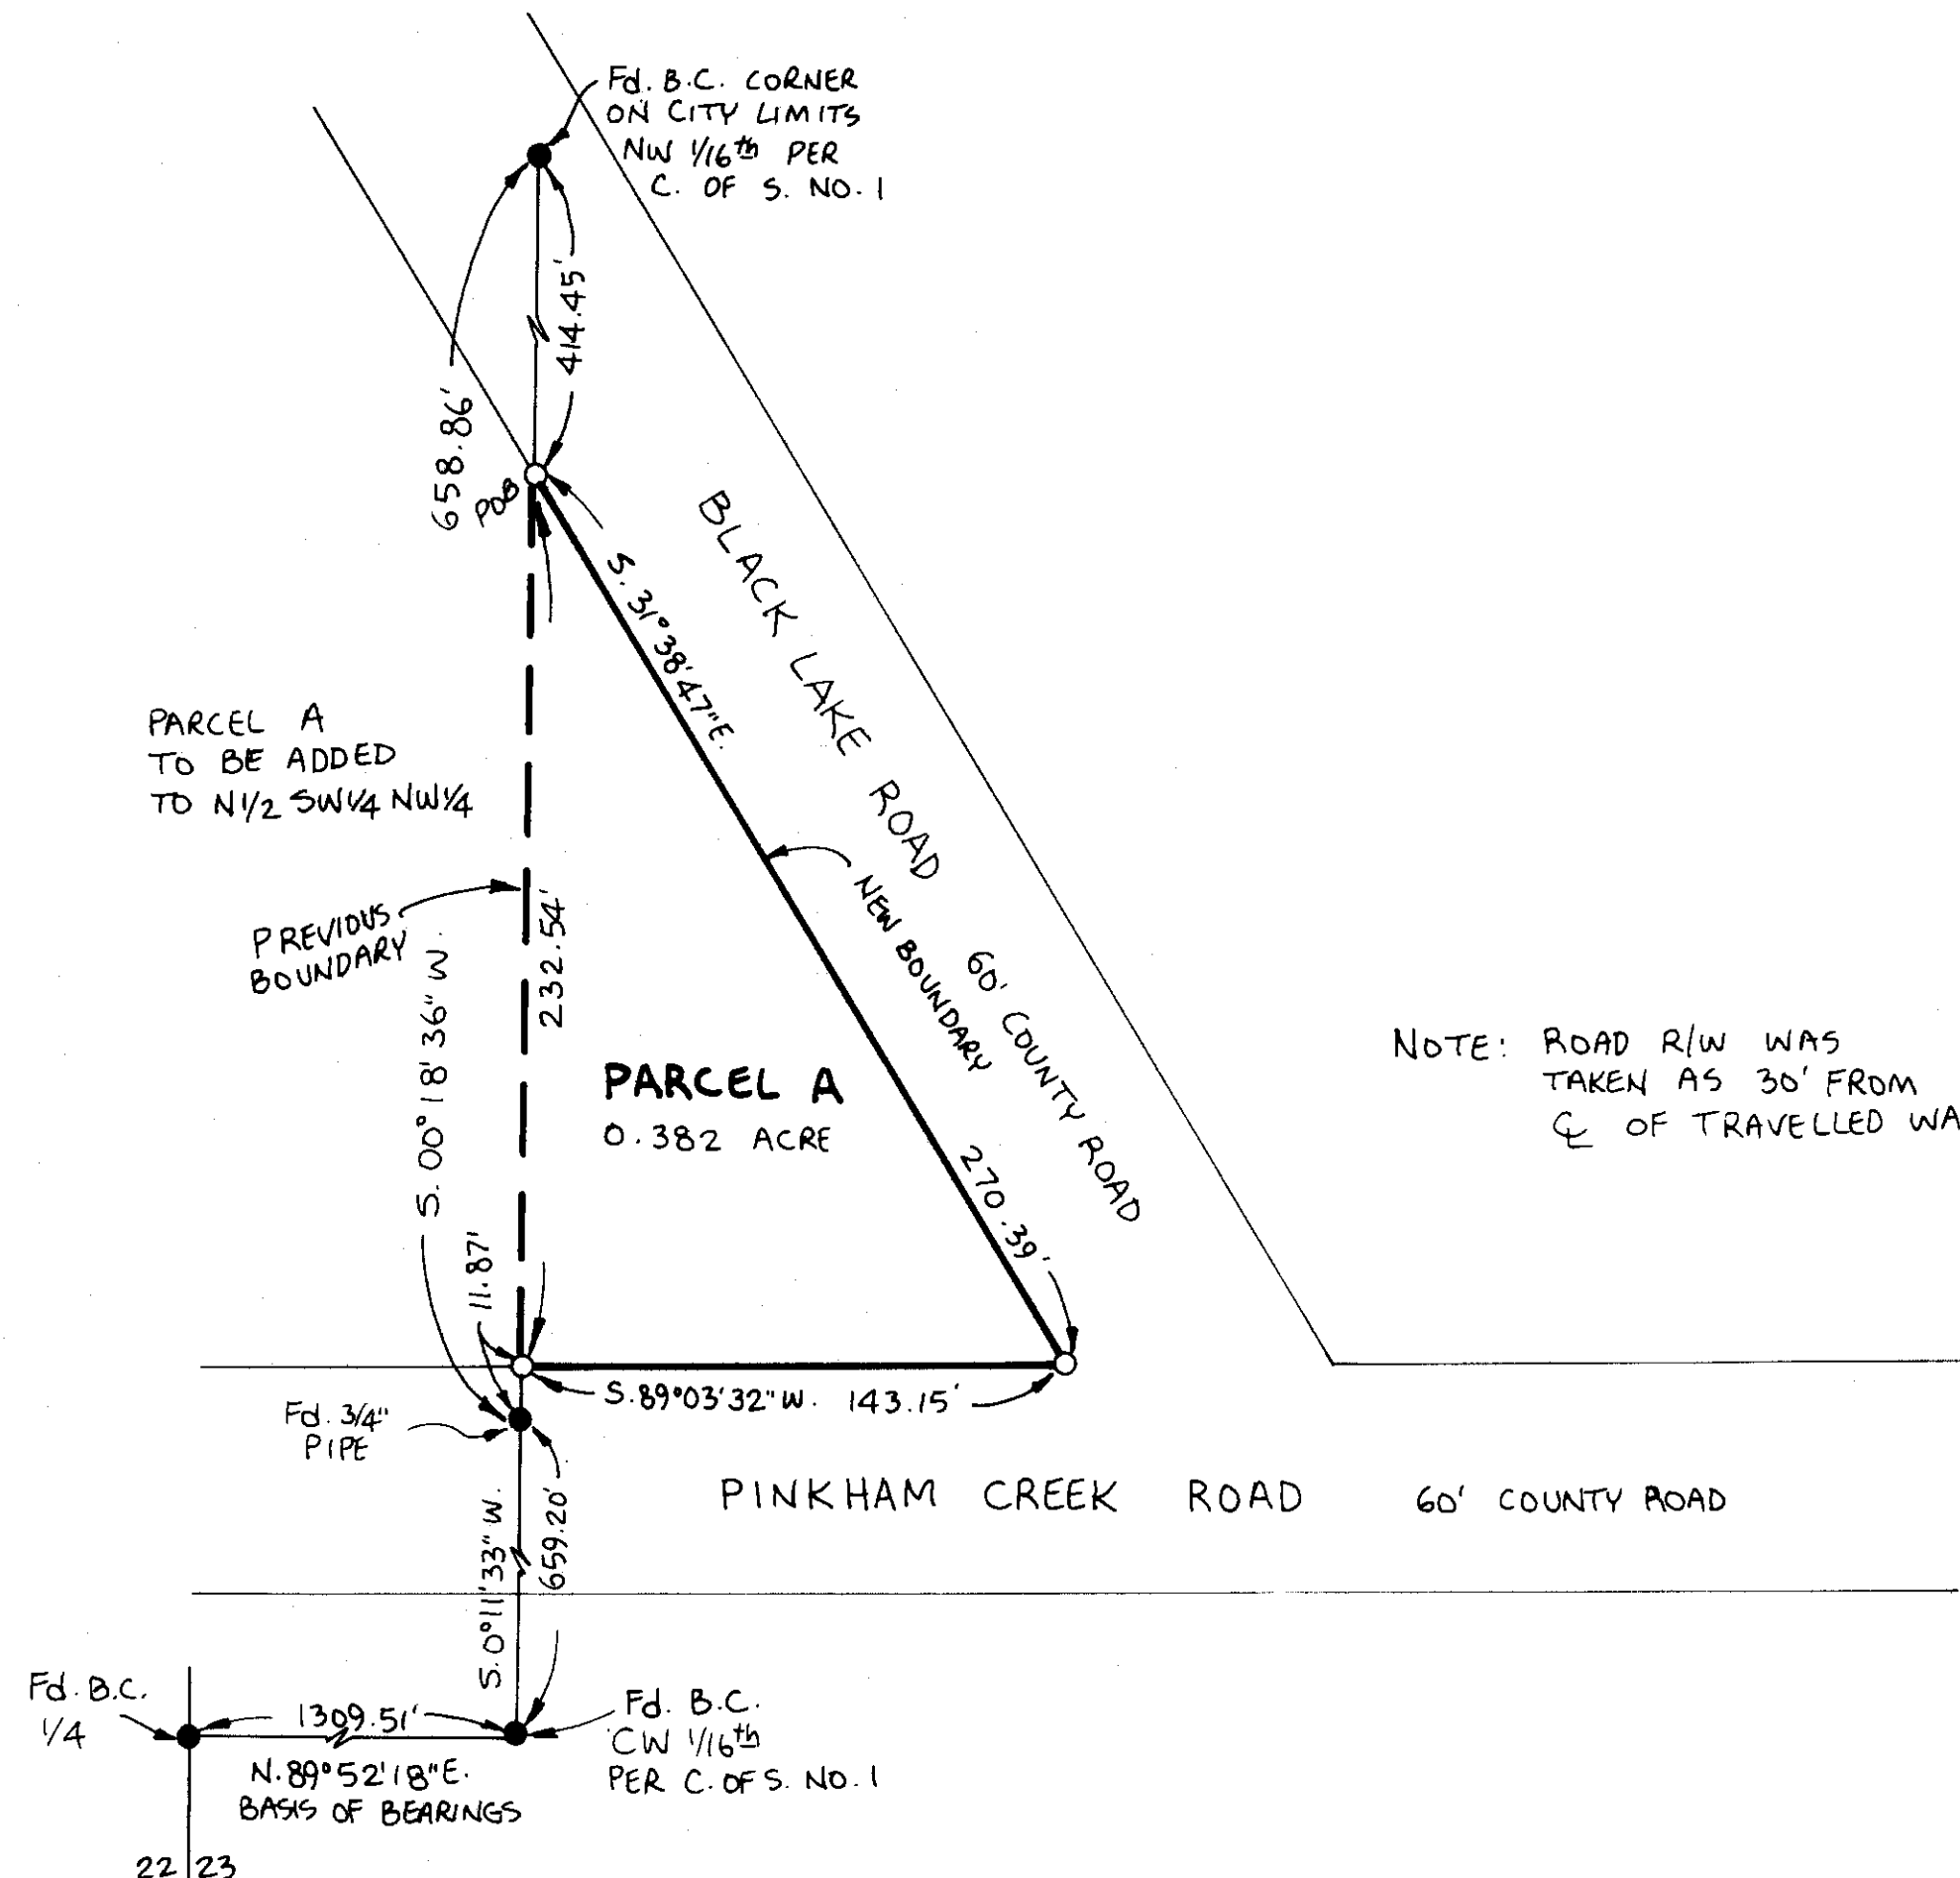 Fd. B.C. CORNER
ON CITY LIMITS
NW 1/16th PER
C. OF S. NO. 1
414.45'
658.86'
POB
S. 31°38'47"E.
BLACK LAKE ROAD 60' COUNTY ROAD
PARCEL A
TO BE ADDED
TO N1/2 SW1/4 NW1/4
PREVIOUS
BOUNDARY
232.54'
S. 00°18'36" W.
NEW BOUNDARY
PARCEL A
0.382 ACRE
270.39'
NOTE: ROAD R/W WAS
TAKEN AS 30' FROM
℄ OF TRAVELLED WA
11.87'
S.89°03'32"W. 143.15'
Fd. 3/4"
PIPE
PINKHAM CREEK ROAD 60' COUNTY ROAD
S.0°11'33"W.
659.20'
Fd. B.C.
1/4
1309.51'
N.89°52'18"E.
BASIS OF BEARINGS
Fd. B.C.
CW 1/16th
PER C. OF S. NO. 1
22 23